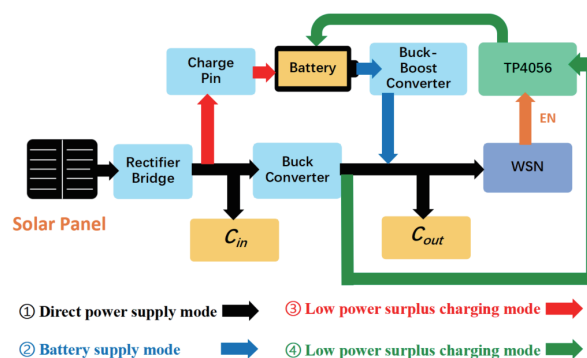 Charge
Pin
Battery
Buck-
Boost
Converter
TP4056
EN
Rectifier
Bridge
Buck
Converter
WSN
Solar Panel
Cin
Cout
① Direct power supply mode
③ Low power surplus charging mode
② Battery supply mode
④ Low power surplus charging mode